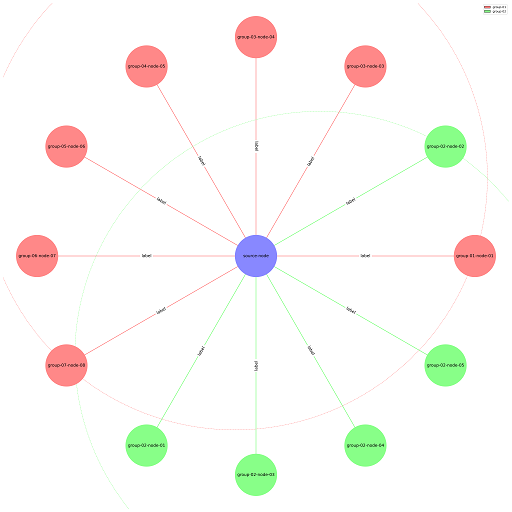 group-01
group-02
group-03-node-04
group-04-node-05
group-03-node-03
group-05-node-06
group-02-node-02
label
label
label
label
label
group-06-node-07
label
source-node
label
group-01-node-01
label
label
group-07-node-08
label
label
label
group-02-node-05
group-02-node-01
group-02-node-04
group-02-node-03